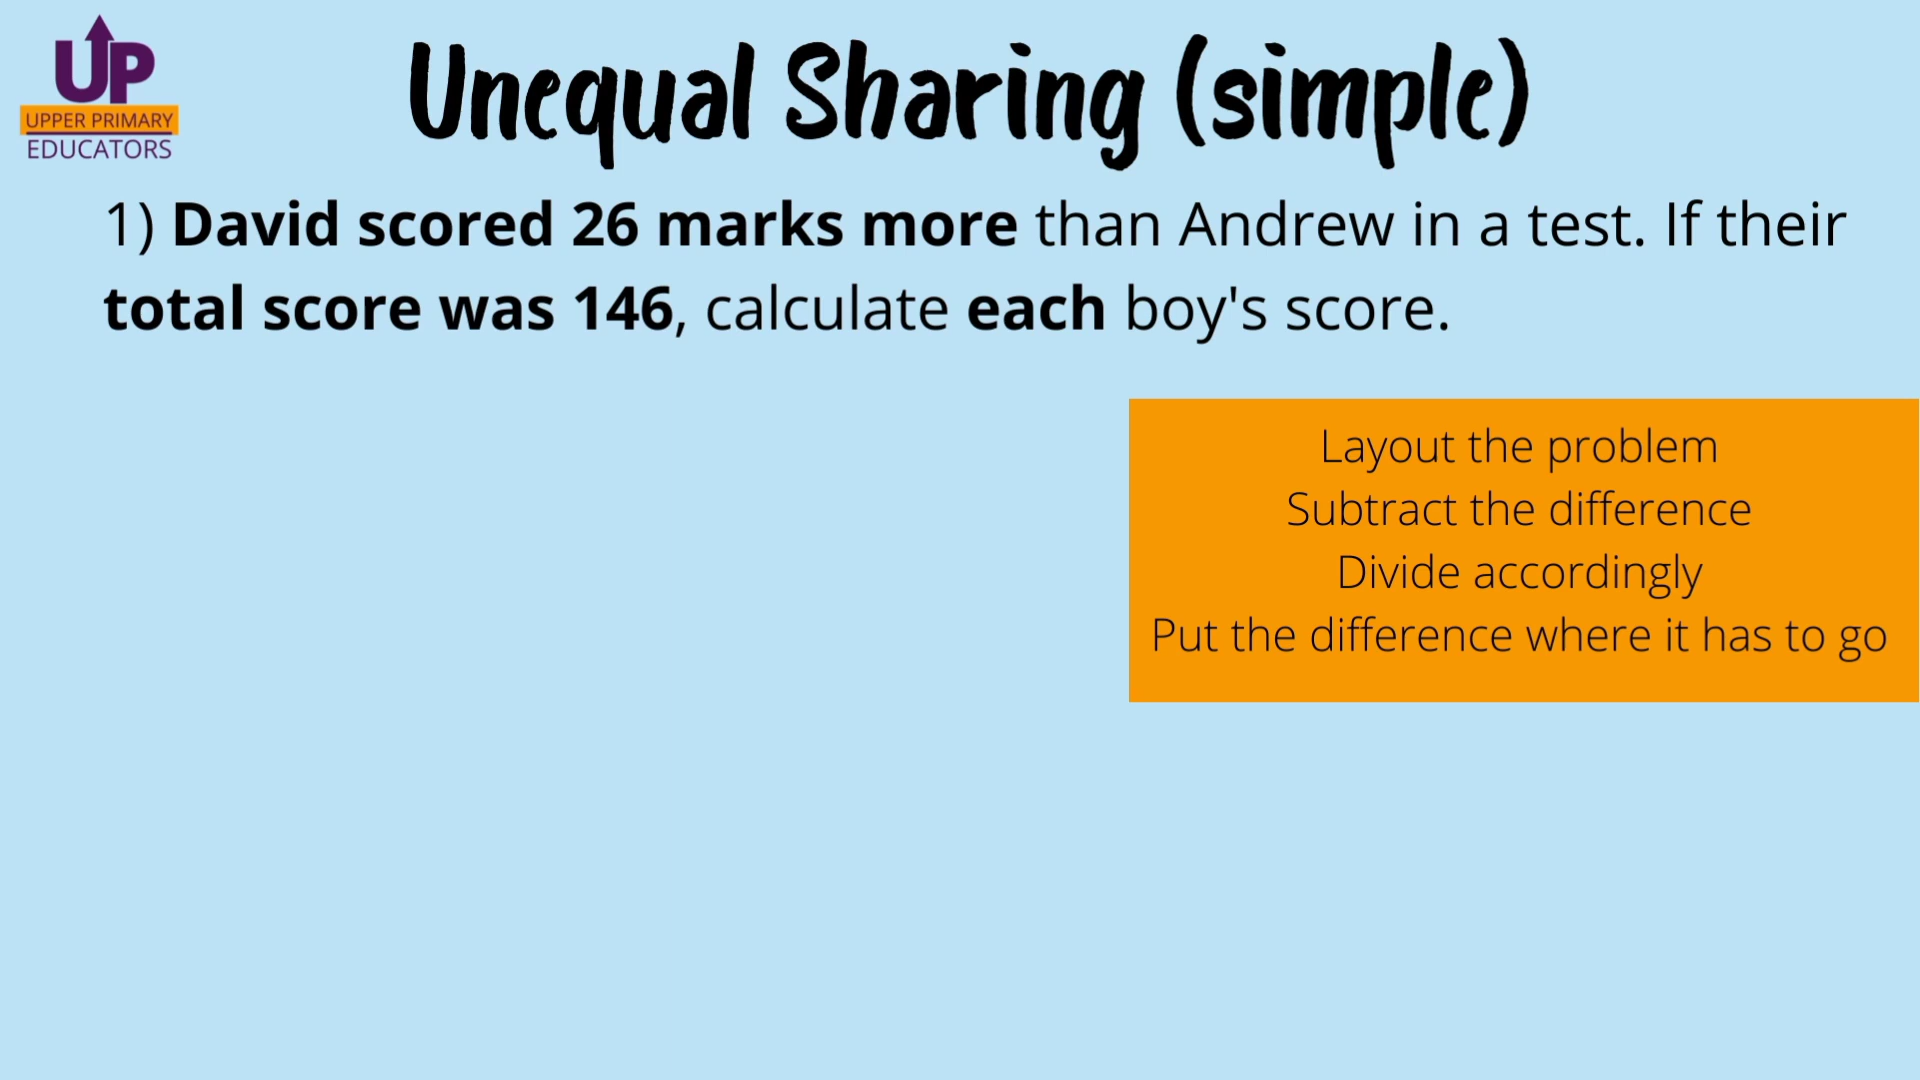 UP
UPPER PRIMARY
EDUCATORS
Unequal Sharing (simple)
1) David scored 26 marks more than Andrew in a test. If their
total score was 146, calculate each boy's score.
Layout the problem
Subtract the difference
Divide accordingly
Put the difference where it has to go